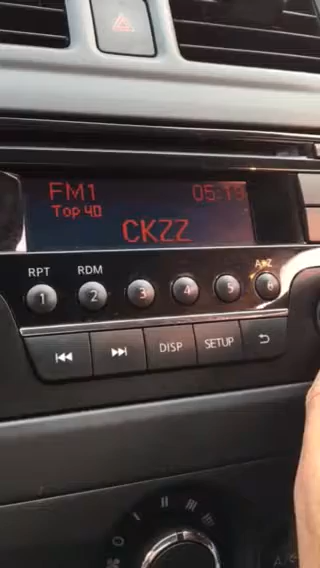 FM1 05:13
Top 40
CKZZ
RPT RDM A▸Z
1 2 3 4 5 6
DISP SETUP
A/C